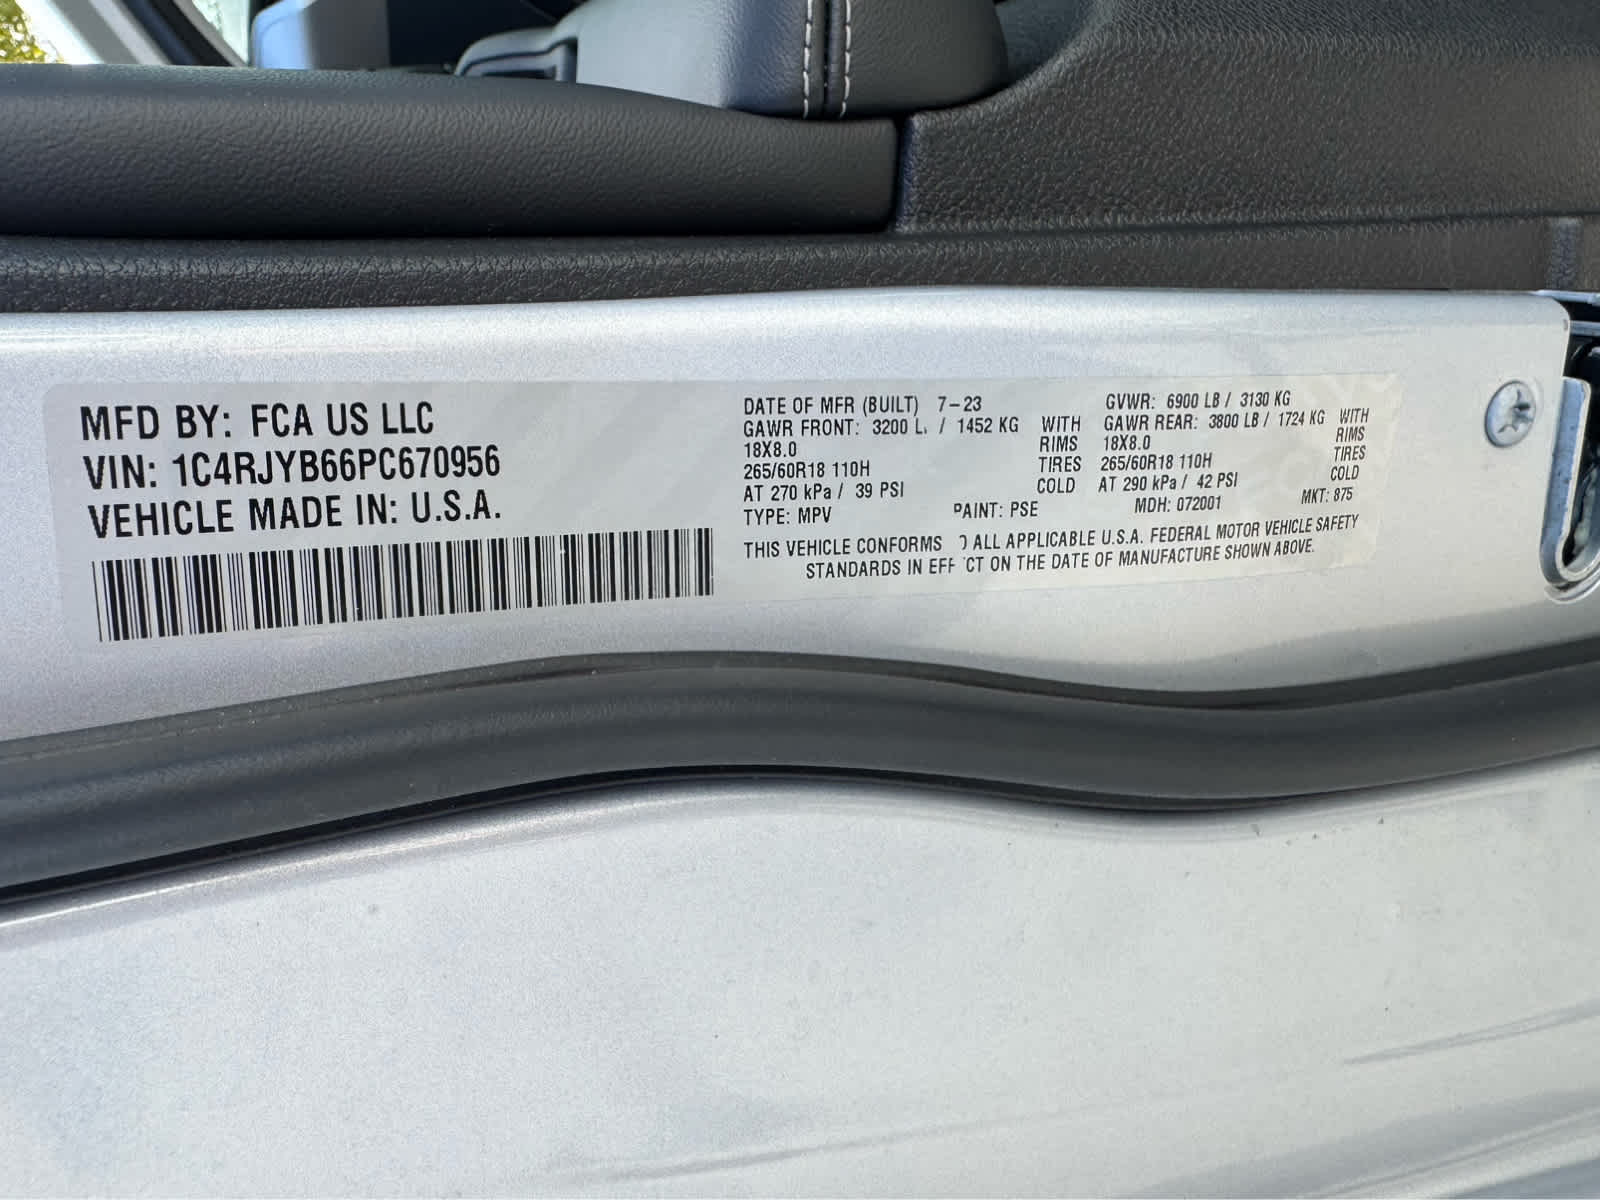 MFD BY: FCA US LLC
VIN: 1C4RJYB66PC670956
VEHICLE MADE IN: U.S.A.
DATE OF MFR (BUILT) 7-23 GVWR: 6900 LB / 3130 KG
GAWR FRONT: 3200 L / 1452 KG WITH GAWR REAR: 3800 LB / 1724 KG WITH
18X8.0 RIMS 18X8.0 RIMS
265/60R18 110H TIRES 265/60R18 110H TIRES
AT 270 kPa / 39 PSI COLD AT 290 kPa / 42 PSI COLD
TYPE: MPV PAINT: PSE MDH: 072001 MKT: 875
THIS VEHICLE CONFORMS ALL APPLICABLE U.S.A. FEDERAL MOTOR VEHICLE SAFETY
STANDARDS IN EFF CT ON THE DATE OF MANUFACTURE SHOWN ABOVE.